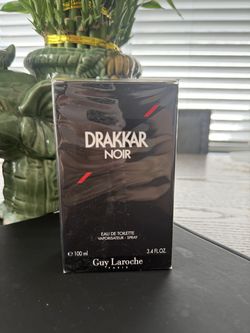 DRAKKAR
NOIR
EAU DE TOILETTE
VAPORISATEUR - SPRAY
e 100 ml 3.4 FL.OZ.
Guy Laroche
PARIS